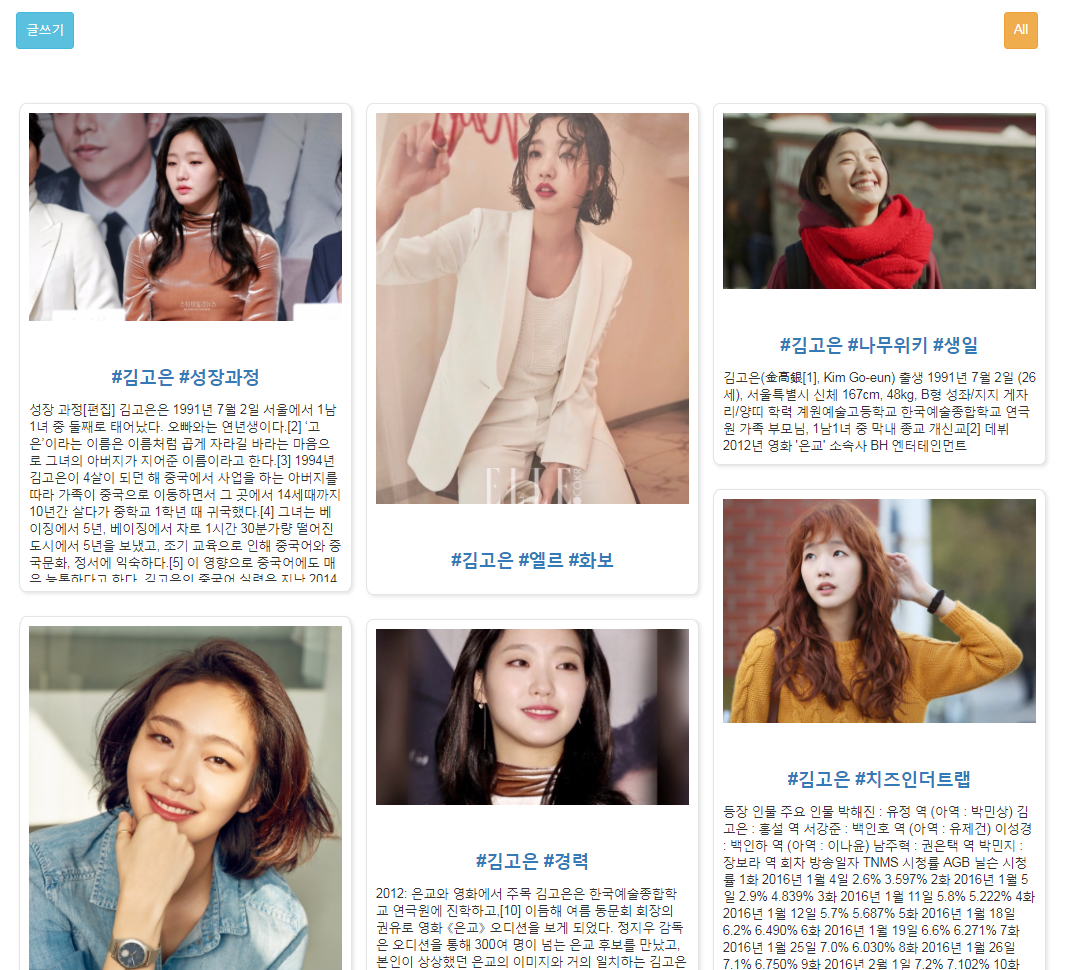 글쓰기
All
#김고은 #성장과정
성장 과정[편집] 김고은은 1991년 7월 2일 서울에서 1남
1녀 중 둘째로 태어났다. 오빠와는 연년생이다.[2] ‘고
은’이라는 이름은 이름처럼 곱게 자라길 바라는 마음으
로 그녀의 아버지가 지어준 이름이라고 한다.[3] 1994년
김고은이 4살이 되던 해 중국에서 사업을 하는 아버지를
따라 가족이 중국으로 이동하면서 그 곳에서 14세때까지
10년간 살다가 중학교 1학년 때 귀국했다.[4] 그녀는 베
이징에서 5년, 베이징에서 차로 1시간 30분가량 떨어진
도시에서 5년을 보냈고, 조기 교육으로 인해 중국어와 중
국문화, 정서에 익숙하다.[5] 이 영향으로 중국어에도 매
우 능통하다고 한다. 김고은의 중국어 실력은 지난 2014
ELLE
#김고은 #엘르 #화보
#김고은 #나무위키 #생일
김고은(金高銀[1], Kim Go-eun) 출생 1991년 7월 2일 (26
세), 서울특별시 신체 167cm, 48kg, B형 성좌/지지 게자
리/양띠 학력 계원예술고등학교 한국예술종합학교 연극
원 가족 부모님, 1남1녀 중 막내 종교 개신교[2] 데뷔
2012년 영화 '은교' 소속사 BH 엔터테인먼트
#김고은 #경력
2012: 은교와 영화에서 주목 김고은은 한국예술종합학
교 연극원에 진학하고,[10] 이듬해 여름 동문회 회장의
권유로 영화 《은교》 오디션을 보게 되었다. 정지우 감독
은 오디션을 통해 300여 명이 넘는 은교 후보를 만났고,
본인이 상상했던 은교의 이미지와 거의 일치하는 김고은
#김고은 #치즈인더트랩
등장 인물 주요 인물 박해진 : 유정 역 (아역 : 박민상) 김
고은 : 홍설 역 서강준 : 백인호 역 (아역 : 유제건) 이성경
: 백인하 역 (아역 : 이나윤) 남주혁 : 권은택 역 박민지 :
장보라 역 회차 방송일자 TNMS 시청률 AGB 닐슨 시청
률 1화 2016년 1월 4일 2.6% 3.597% 2화 2016년 1월 5
일 2.9% 4.839% 3화 2016년 1월 11일 5.8% 5.222% 4화
2016년 1월 12일 5.7% 5.687% 5화 2016년 1월 18일
6.2% 6.490% 6화 2016년 1월 19일 6.6% 6.271% 7화
2016년 1월 25일 7.0% 6.030% 8화 2016년 1월 26일
7.1% 6.750% 9화 2016년 2월 1일 7.2% 7.102% 10화